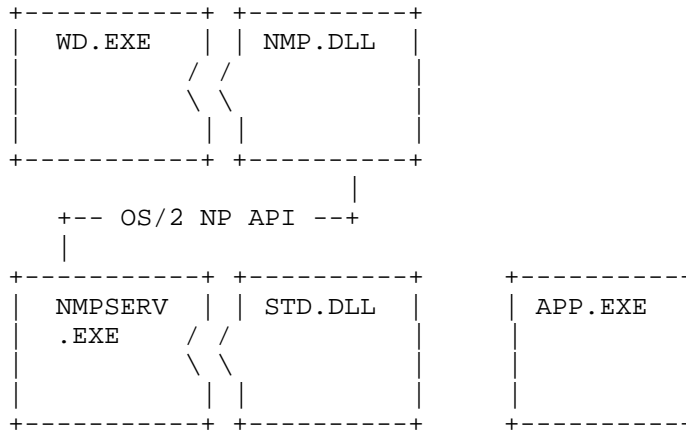 WD.EXE NMP.DLL
OS/2 NP API
NMPSERV STD.DLL APP.EXE
.EXE